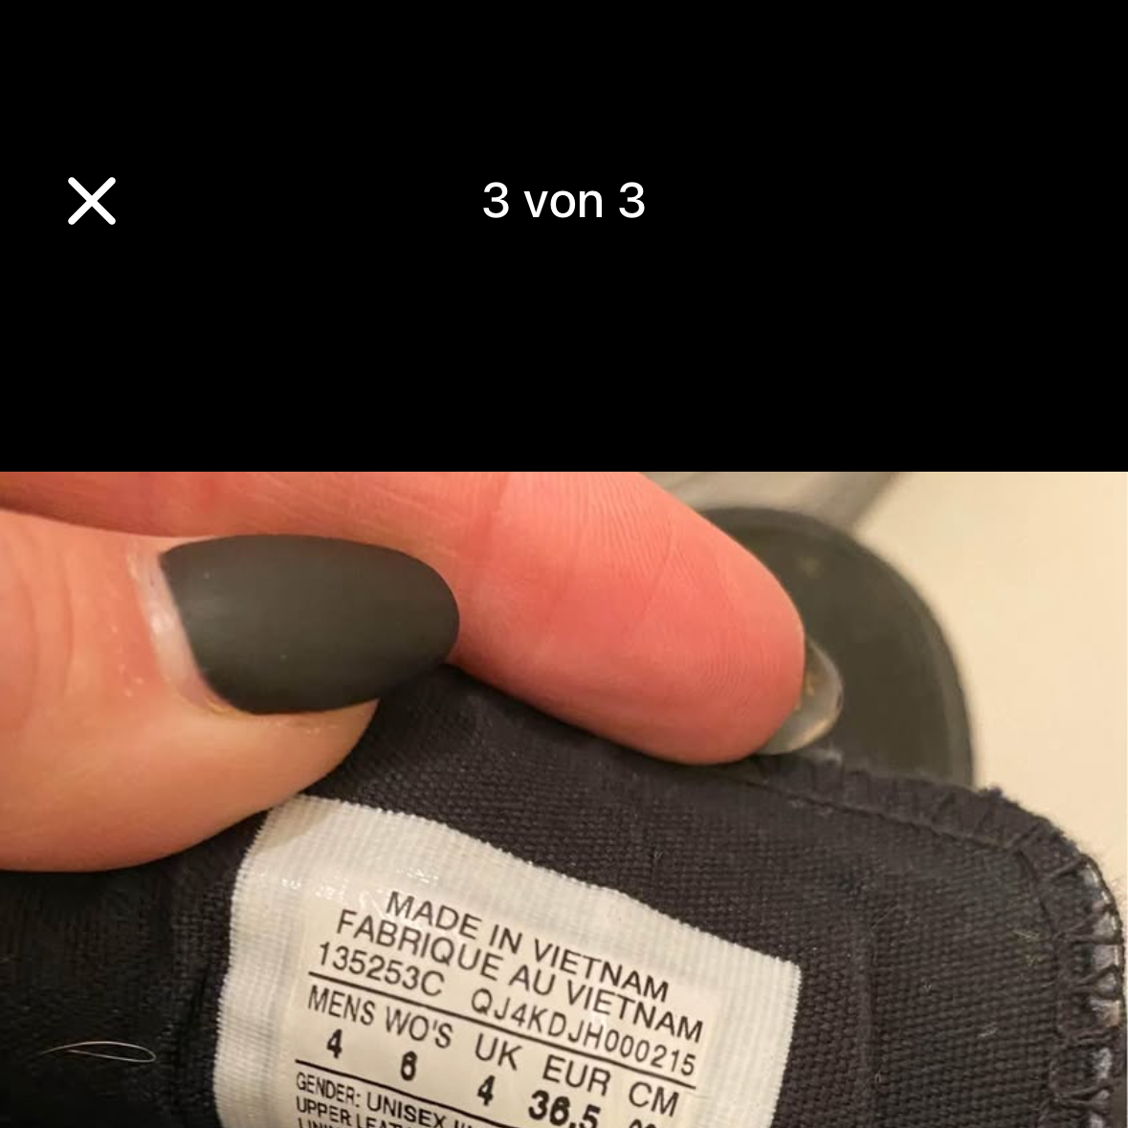 3 von 3
MADE IN VIETNAM
FABRIQUE AU VIETNAM
135253C QJ4KDJH000215
MENS WO'S UK EUR CM
4 6 4 36.5
GENDER: UNISEX
UPPER